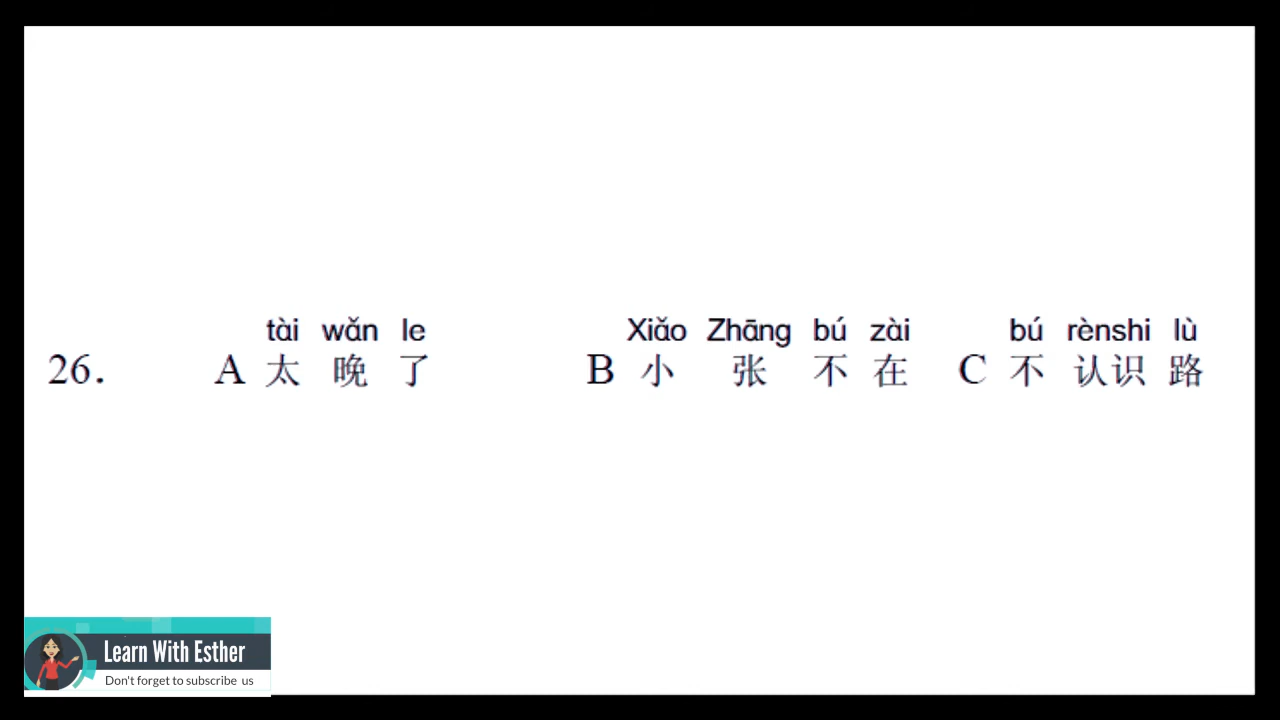 tài wǎn le Xiǎo Zhāng bú zài bú rènshi lù
26. A 太 晚 了 B 小 张 不 在 C 不 认识 路
Learn With Esther
Don't forget to subscribe us